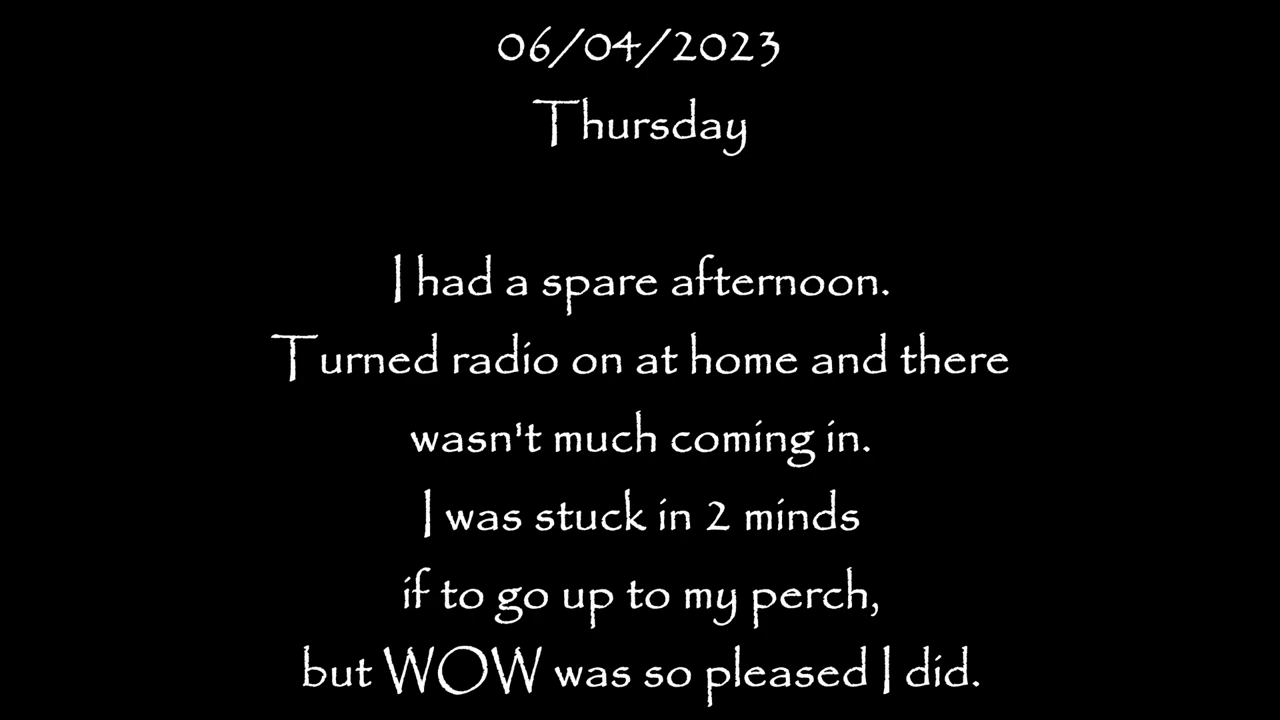 06/04/2023
Thursday
I had a spare afternoon.
Turned radio on at home and there
wasn't much coming in.
I was stuck in 2 minds
if to go up to my perch,
but WOW was so pleased I did.